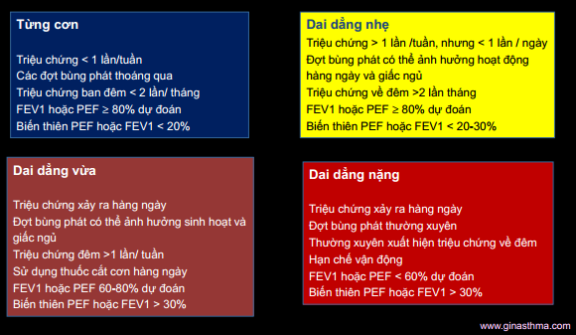 Từng cơn
Triệu chứng < 1 lần/tuần
Các đợt bùng phát thoáng qua
Triệu chứng ban đêm < 2 lần/ tháng
FEV1 hoặc PEF ≥ 80% dự đoán
Biến thiên PEF hoặc FEV1 < 20%
Dai dẳng nhẹ
Triệu chứng > 1 lần /tuần, nhưng < 1 lần / ngày
Đợt bùng phát có thể ảnh hưởng hoạt động
hàng ngày và giấc ngủ
Triệu chứng về đêm >2 lần tháng
FEV1 hoặc PEF ≥ 80% dự đoán
Biến thiên PEF hoặc FEV1 < 20-30%
Dai dẳng vừa
Triệu chứng xảy ra hàng ngày
Đợt bùng phát có thể ảnh hưởng sinh hoạt và
giấc ngủ
Triệu chứng đêm >1 lần/ tuần
Sử dụng thuốc cắt cơn hàng ngày
FEV1 hoặc PEF 60-80% dự đoán
Biến thiên PEF hoặc FEV1 > 30%
Dai dẳng nặng
Triệu chứng xảy ra hàng ngày
Đợt bùng phát thường xuyên
Thường xuyên xuất hiện triệu chứng về đêm
Hạn chế vận động
FEV1 hoặc PEF < 60% dự đoán
Biến thiên PEF hoặc FEV1 > 30%
www.ginasthma.com